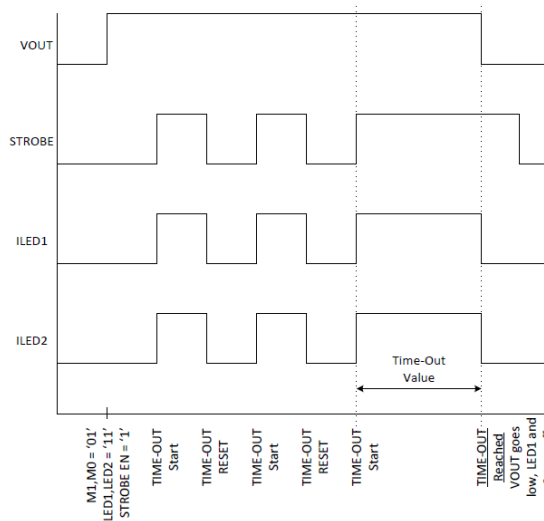 VOUT
STROBE
ILED1
ILED2
Time-Out
Value
M1,M0 = '01'
LED1,LED2 = '11'
STROBE EN = '1'
TIME-OUT
Start
TIME-OUT
RESET
TIME-OUT
Start
TIME-OUT
RESET
TIME-OUT
Start
TIME-OUT
Reached
VOUT goes
low, LED1 and